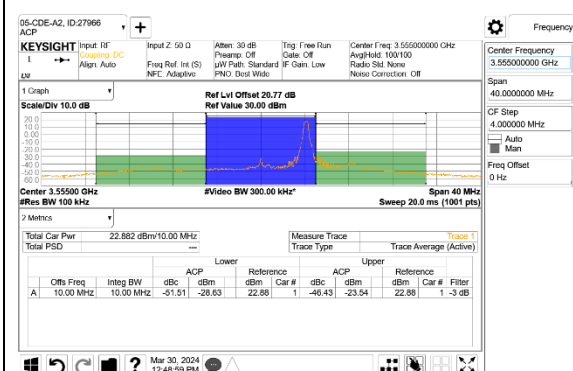 05-CDE-A2, ID:27966
ACP
Frequency
KEYSIGHT Input: RF Input Z: 50 Ω Atten: 30 dB Trig: Free Run Center Freq: 3.555000000 GHz
Coupling: DC Preamp: Off Gate: Off Avg|Hold: 100/100
Align: Auto Freq Ref: Int (S) µW Path: Standard IF Gain: Low Radio Std: None
NFE: Adaptive PNO: Best Wide Noise Correction: Off
Center Frequency
3.555000000 GHz
Span
40.0000000 MHz
CF Step
4.000000 MHz
Auto
Man
Freq Offset
0 Hz
1 Graph
Ref Lvl Offset 20.77 dB
Scale/Div 10.0 dB Ref Value 30.00 dBm
20.0
10.0
0.00
-10.0
-20.0
-30.0
-40.0
-50.0
-60.0
Center 3.55500 GHz #Video BW 300.00 kHz* Span 40 MHz
#Res BW 100 kHz Sweep 20.0 ms (1001 pts)
2 Metrics
Total Car Pwr 22.882 dBm/10.00 MHz Measure Trace Trace 1
Total PSD --- Trace Type Trace Average (Active)
Lower Upper
ACP Reference ACP Reference
Offs Freq Integ BW dBc dBm dBm Car # dBc dBm dBm Car # Filter
A 10.00 MHz 10.00 MHz -51.51 -28.63 22.88 1 -46.43 -23.54 22.88 1 -3 dB
? Mar 30, 2024
12:48:59 PM